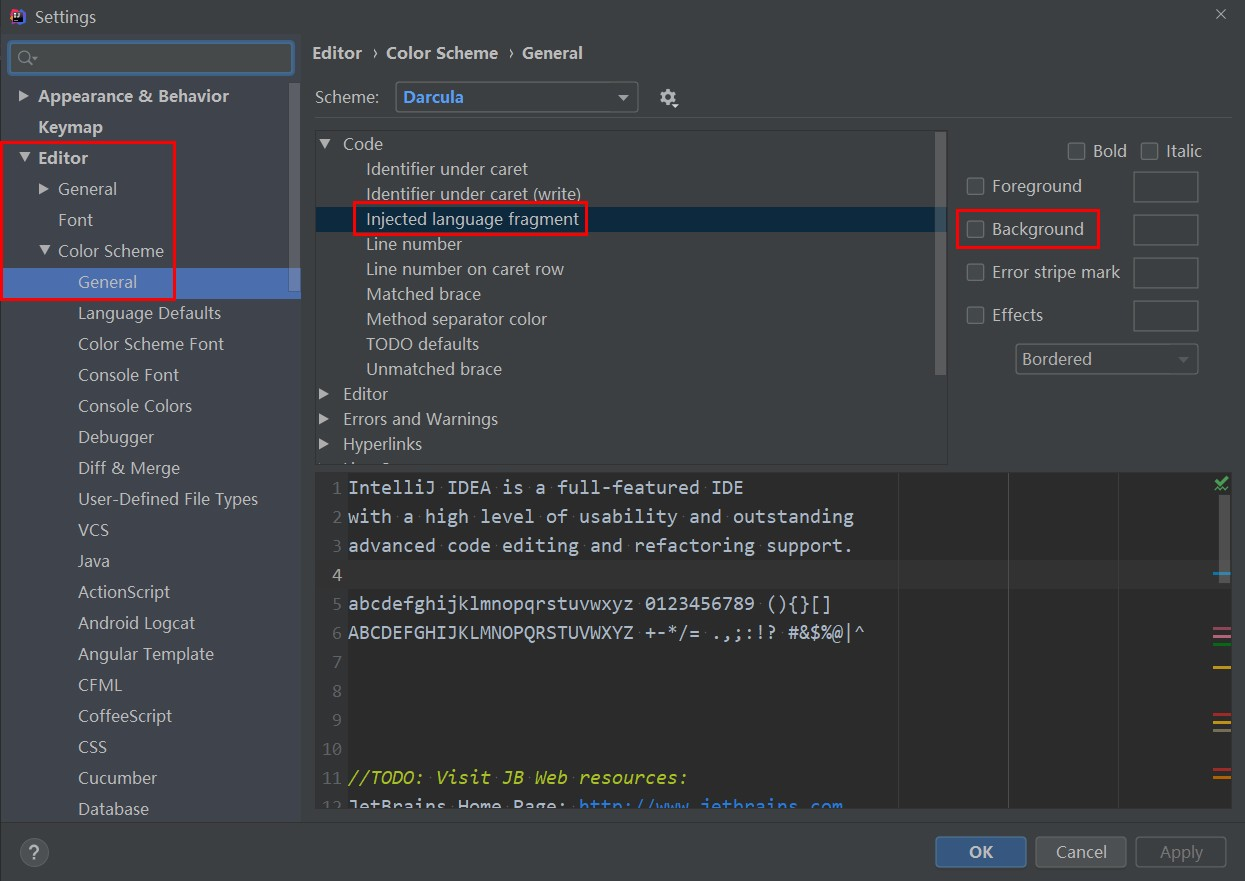 Settings
Appearance & Behavior
Keymap
Editor
General
Font
Color Scheme
General
Language Defaults
Color Scheme Font
Console Font
Console Colors
Debugger
Diff & Merge
User-Defined File Types
VCS
Java
ActionScript
Android Logcat
Angular Template
CFML
CoffeeScript
CSS
Cucumber
Database
Editor › Color Scheme › General
Scheme: Darcula
Code
Identifier under caret
Identifier under caret (write)
Injected language fragment
Line number
Line number on caret row
Matched brace
Method separator color
TODO defaults
Unmatched brace
Editor
Errors and Warnings
Hyperlinks
Bold Italic
Foreground
Background
Error stripe mark
Effects
Bordered
1 IntelliJ IDEA is a full-featured IDE
2 with a high level of usability and outstanding
3 advanced code editing and refactoring support.
4
5 abcdefghijklmnopqrstuvwxyz 0123456789 (){}[]
6 ABCDEFGHIJKLMNOPQRSTUVWXYZ +-*/= .,;:!? #&$%@|^
7
8
9
10
11 //TODO: Visit JB Web resources:
12 JetBrains Home Page: http://www.jetbrains.com
? OK Cancel Apply